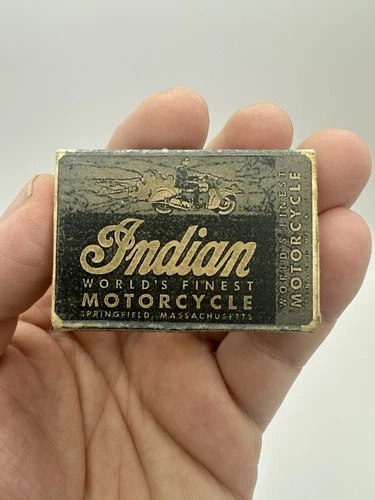 Indian
WORLD'S FINEST
MOTORCYCLE
SPRINGFIELD, MASSACHUSETTS
WORLD'S FINEST
MOTORCYCLE